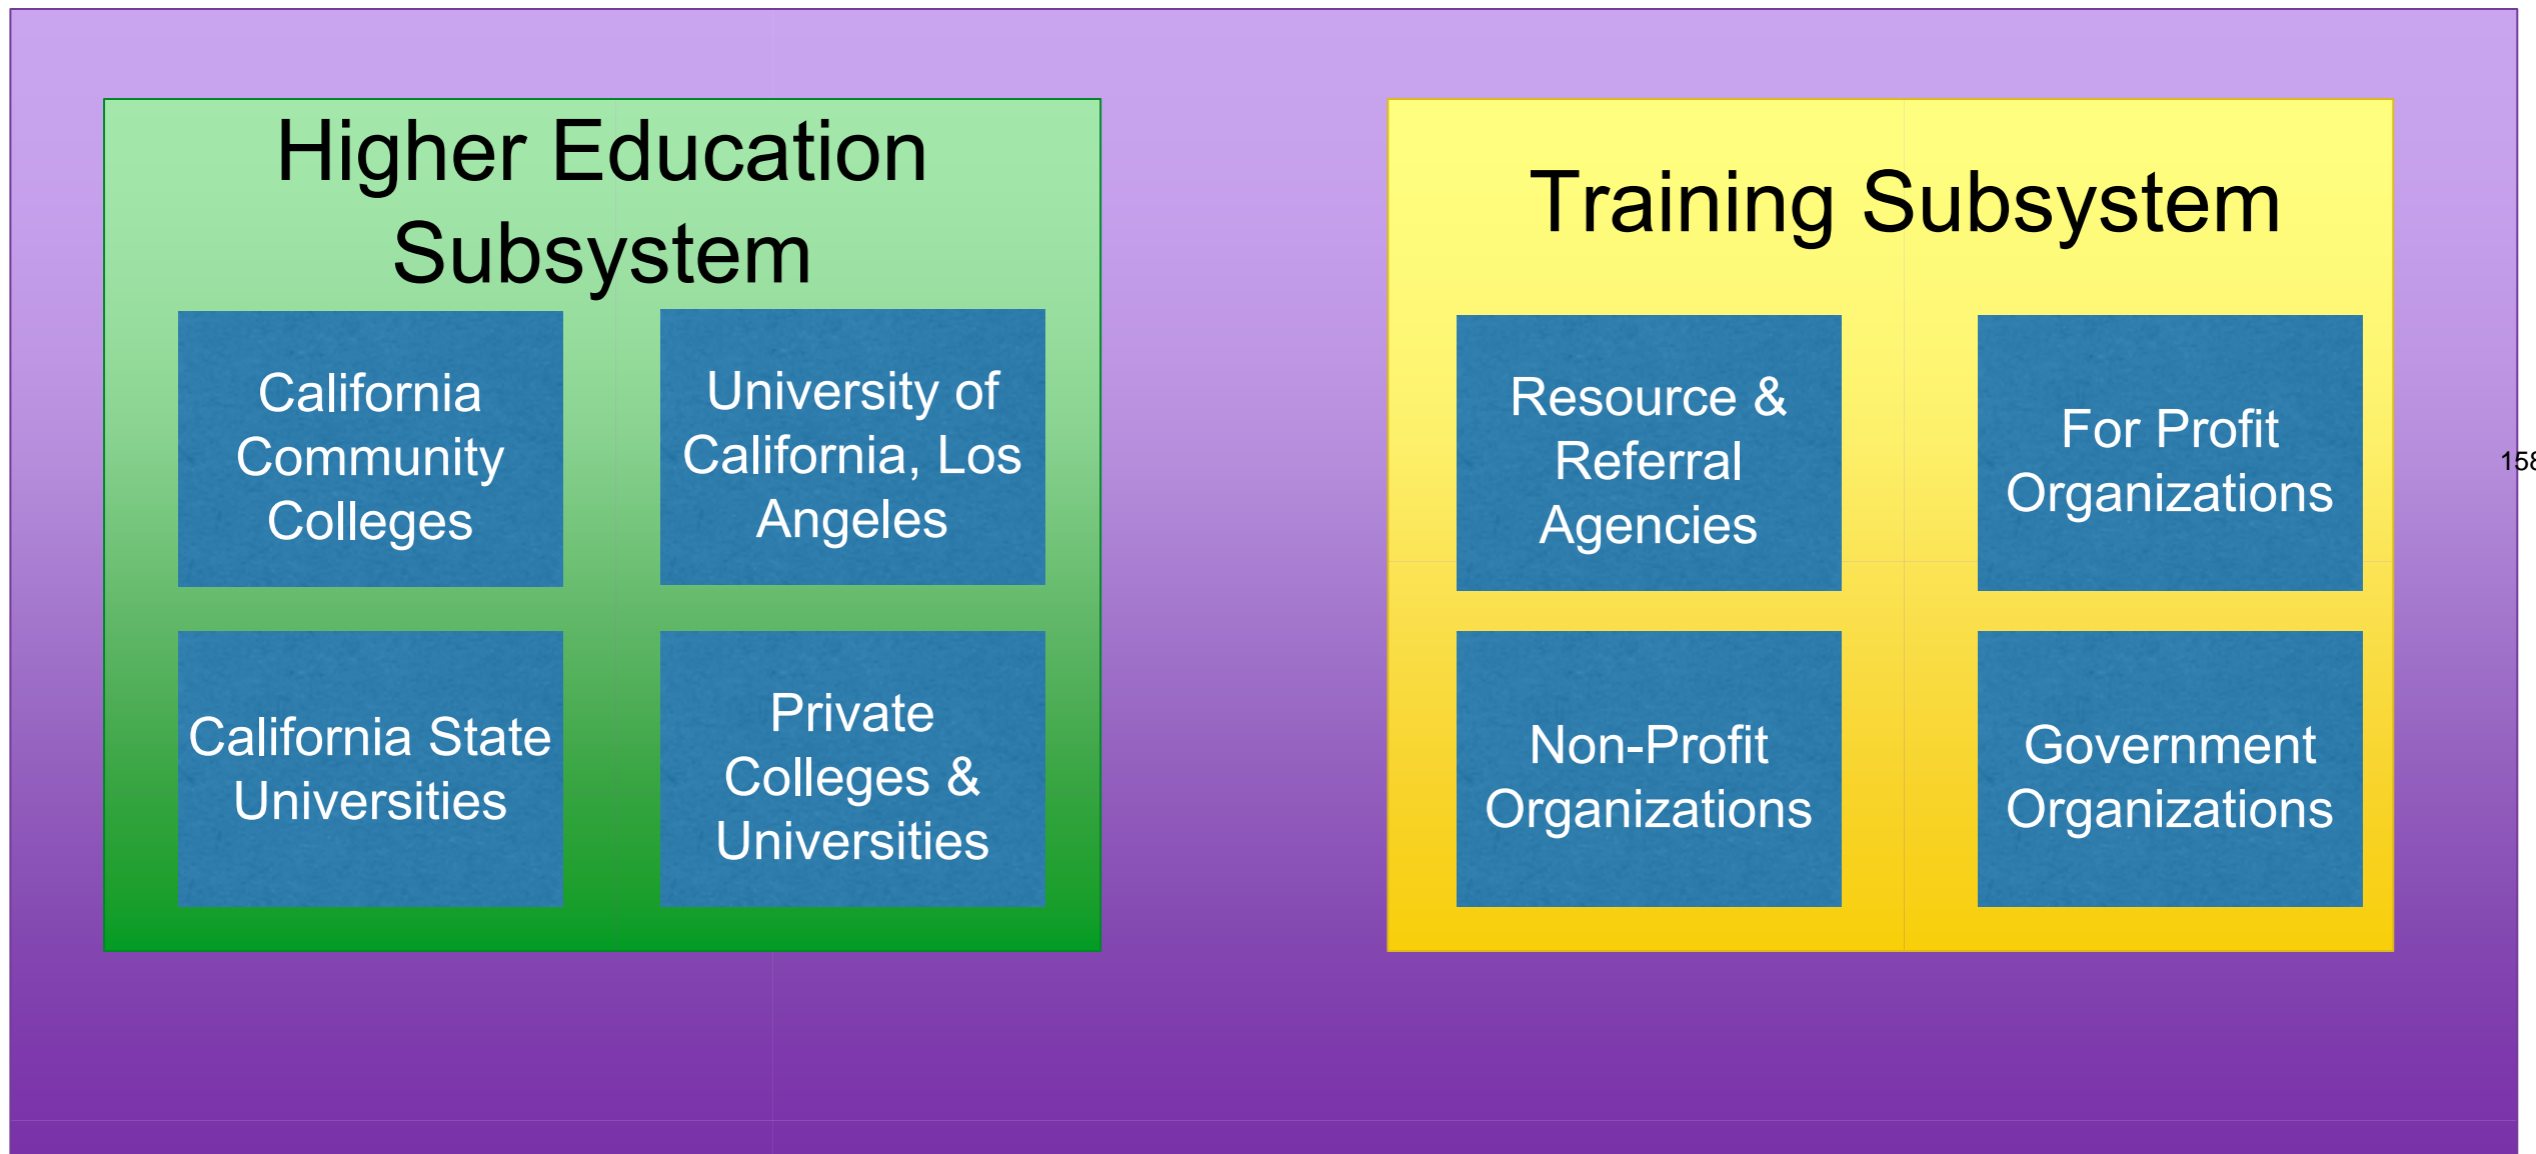 Higher Education
Subsystem
California
Community
Colleges
University of
California, Los
Angeles
California State
Universities
Private
Colleges &
Universities
Training Subsystem
Resource &
Referral
Agencies
For Profit
Organizations
Non-Profit
Organizations
Government
Organizations
158